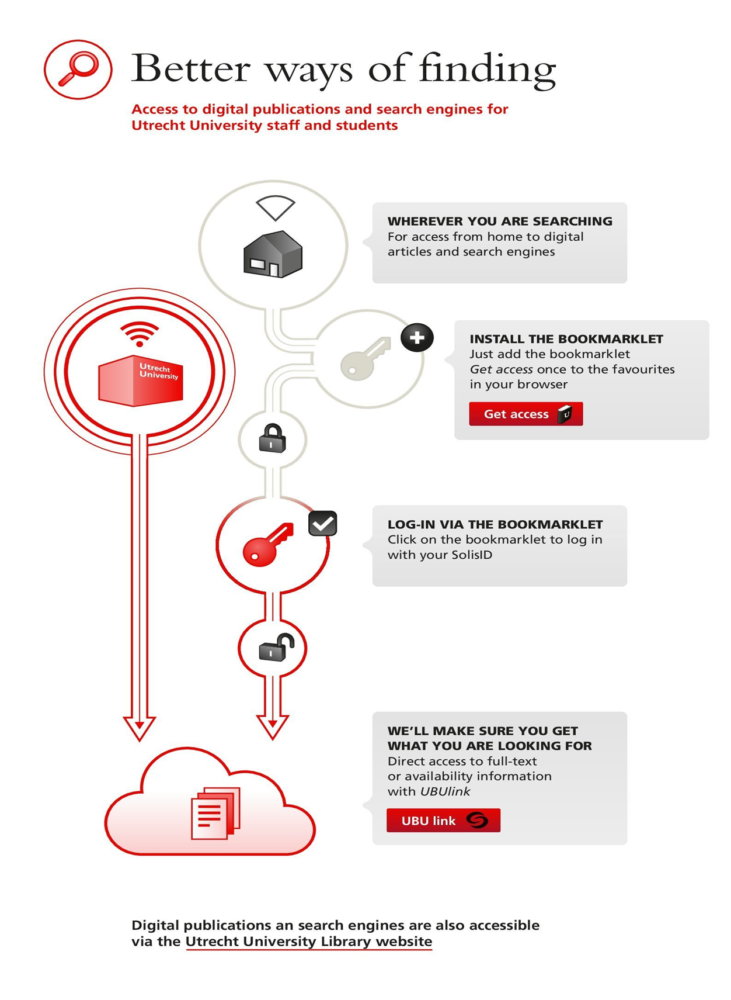 Better ways of finding
Access to digital publications and search engines for
Utrecht University staff and students
WHEREVER YOU ARE SEARCHING
For access from home to digital
articles and search engines
Utrecht
University
INSTALL THE BOOKMARKLET
Just add the bookmarklet
Get access once to the favourites
in your browser
Get access
U
LOG-IN VIA THE BOOKMARKLET
Click on the bookmarklet to log in
with your SolisID
WE’LL MAKE SURE YOU GET
WHAT YOU ARE LOOKING FOR
Direct access to full-text
or availability information
with UBUlink
UBU link
Digital publications an search engines are also accessible
via the Utrecht University Library website